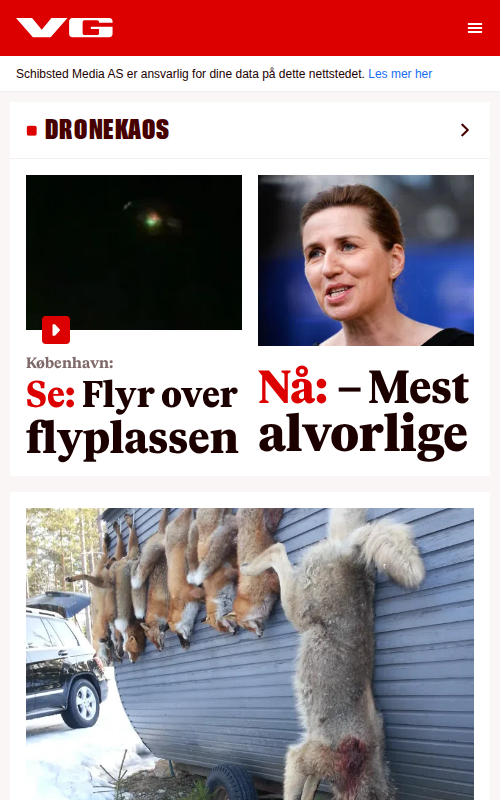 VG
Schibsted Media AS er ansvarlig for dine data på dette nettstedet. Les mer her
DRONEKAOS
København:
Se: Flyr over
flyplassen
Nå: – Mest
alvorlige